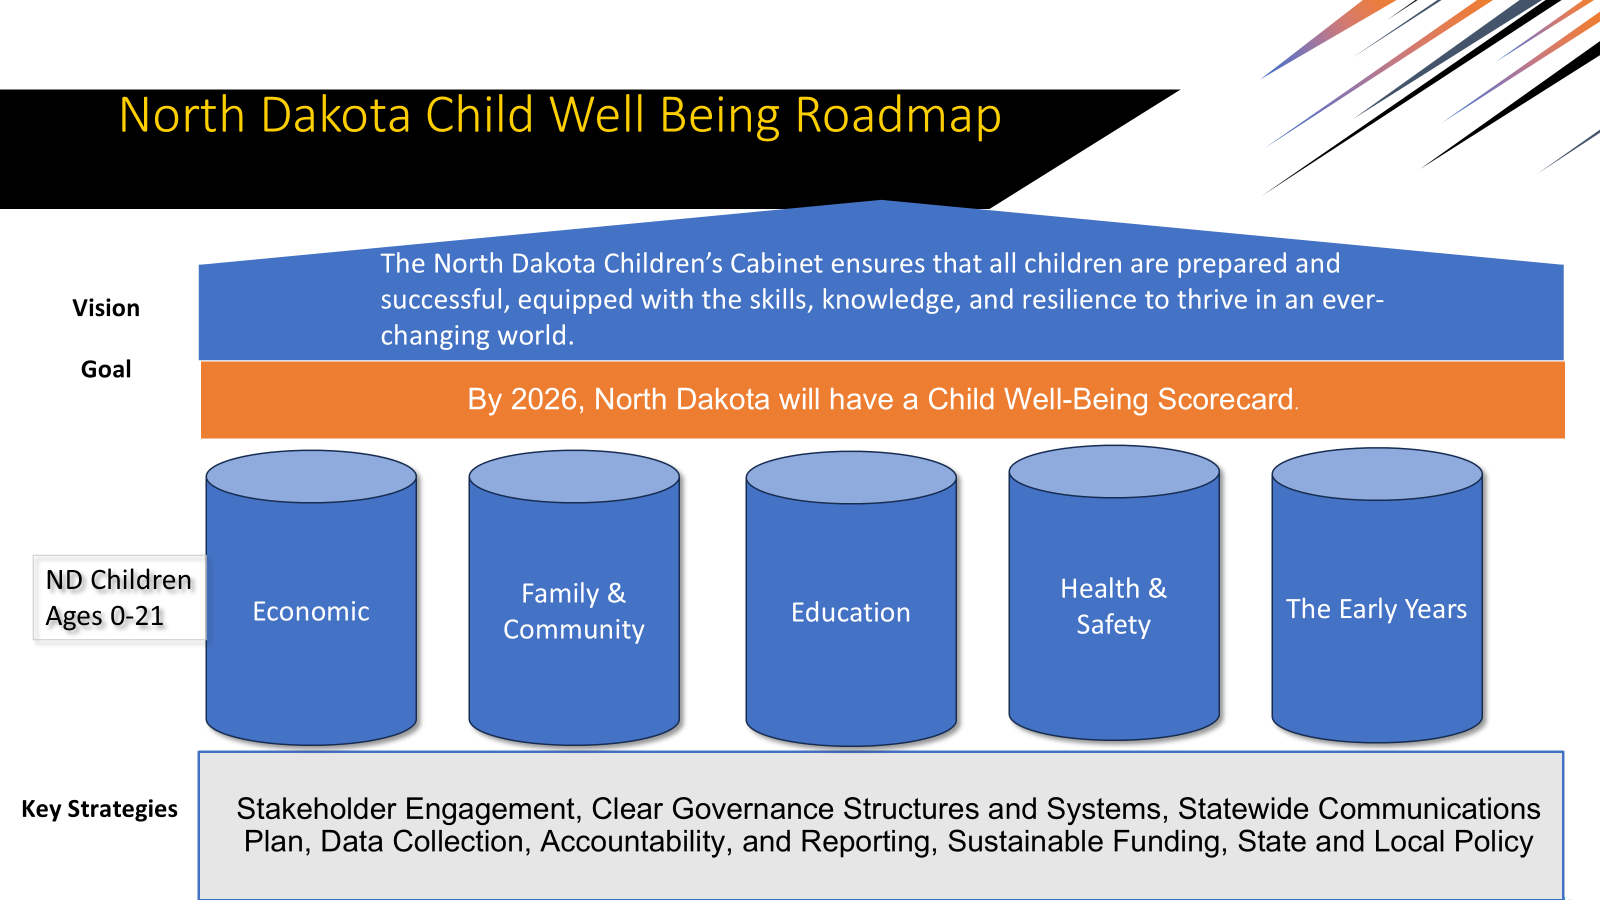 North Dakota Child Well Being Roadmap
The North Dakota Children’s Cabinet ensures that all children are prepared and
successful, equipped with the skills, knowledge, and resilience to thrive in an ever-
changing world.
Vision
Goal
By 2026, North Dakota will have a Child Well-Being Scorecard.
ND Children
Ages 0-21
Economic
Family &
Community
Education
Health &
Safety
The Early Years
Key Strategies
Stakeholder Engagement, Clear Governance Structures and Systems, Statewide Communications
Plan, Data Collection, Accountability, and Reporting, Sustainable Funding, State and Local Policy